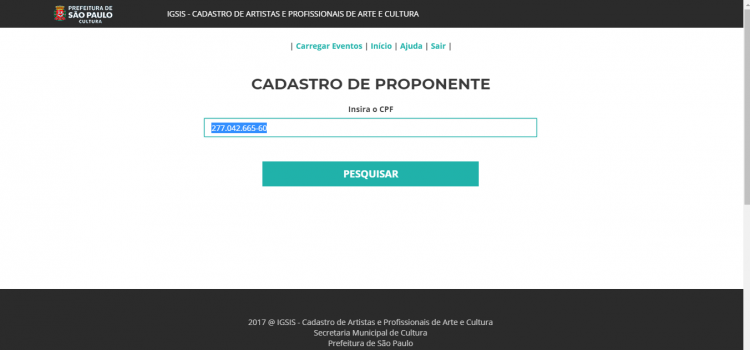 PREFEITURA DE
SÃO PAULO
CULTURA
IGSIS - CADASTRO DE ARTISTAS E PROFISSIONAIS DE ARTE E CULTURA
| Carregar Eventos | Início | Ajuda | Sair |
CADASTRO DE PROPONENTE
Insira o CPF
277.042.665-60
PESQUISAR
2017 @ IGSIS - Cadastro de Artistas e Profissionais de Arte e Cultura
Secretaria Municipal de Cultura
Prefeitura de São Paulo